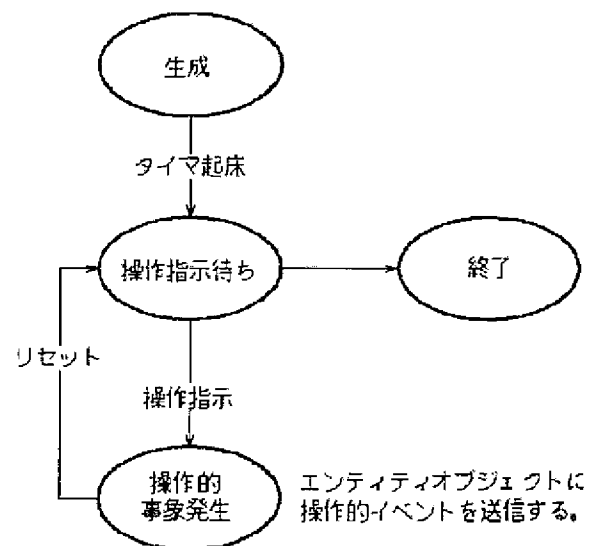 生成
タイマ起床
操作指示待ち
終了
リセット
操作指示
操作的
事象発生
エンティティオブジェクトに
操作的イベントを送信する。